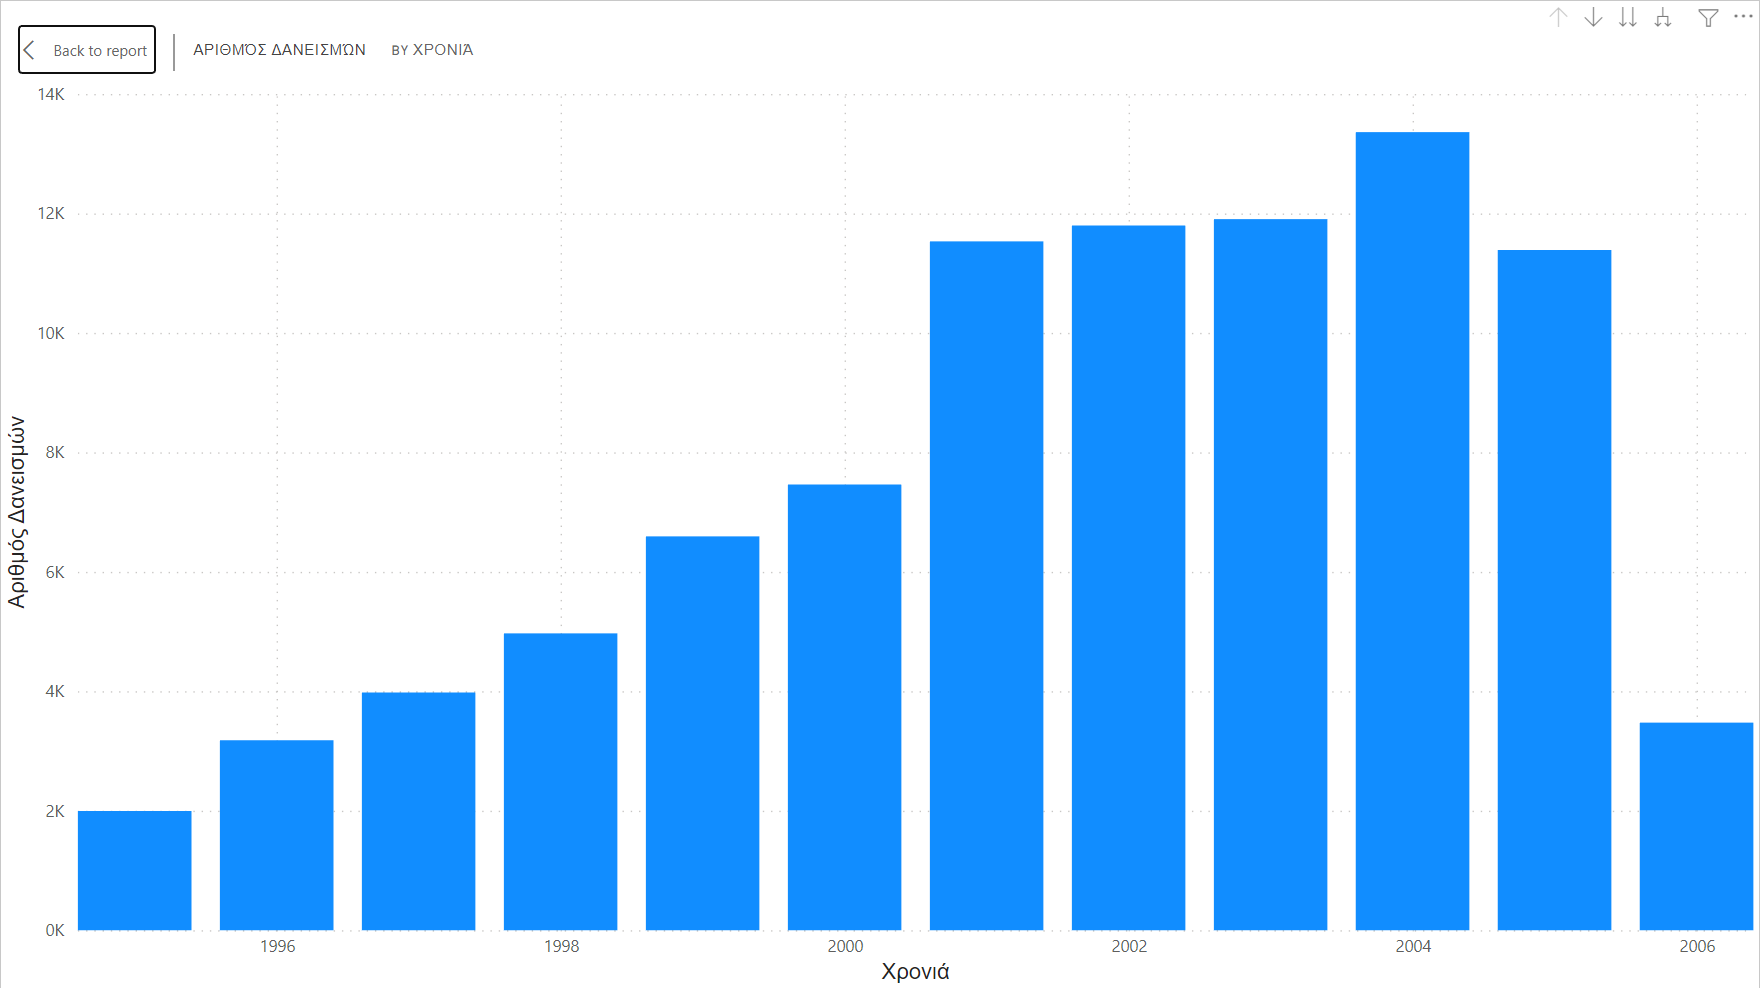 Back to report
ΑΡΙΘΜΌΣ ΔΑΝΕΙΣΜΏΝ BY ΧΡΟΝΙΆ
14K
12K
10K
8K
6K
4K
2K
0K
Αριθμός Δανεισμών
1996 1998 2000 2002 2004 2006
Χρονιά